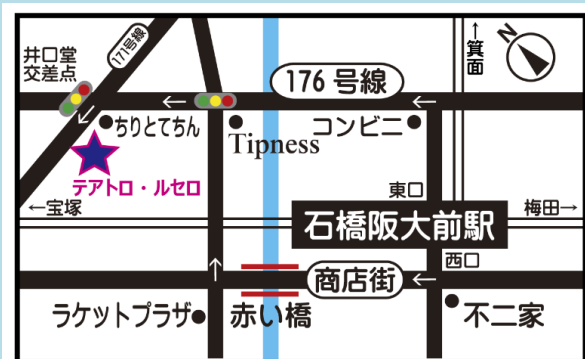 井口堂
交差点
171号線
176 号線
↑箕面
N
ちりとてちん
Tipness
コンビニ
テアトロ・ルセロ
←宝塚
東口
梅田→
石橋阪大前駅
西口
商店街
ラケットプラザ
赤い橋
不二家